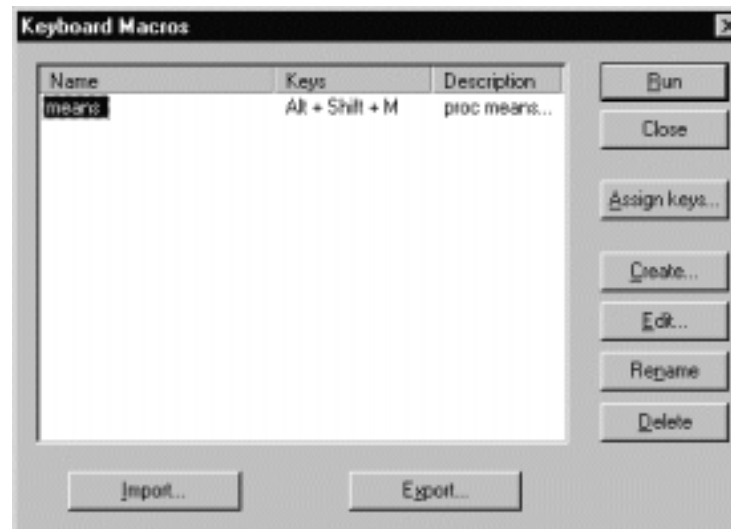 Keyboard Macros
Name Keys Description
means Alt + Shift + M proc means...
Run
Close
Assign keys...
Create...
Edit...
Rename
Delete
Import... Export...